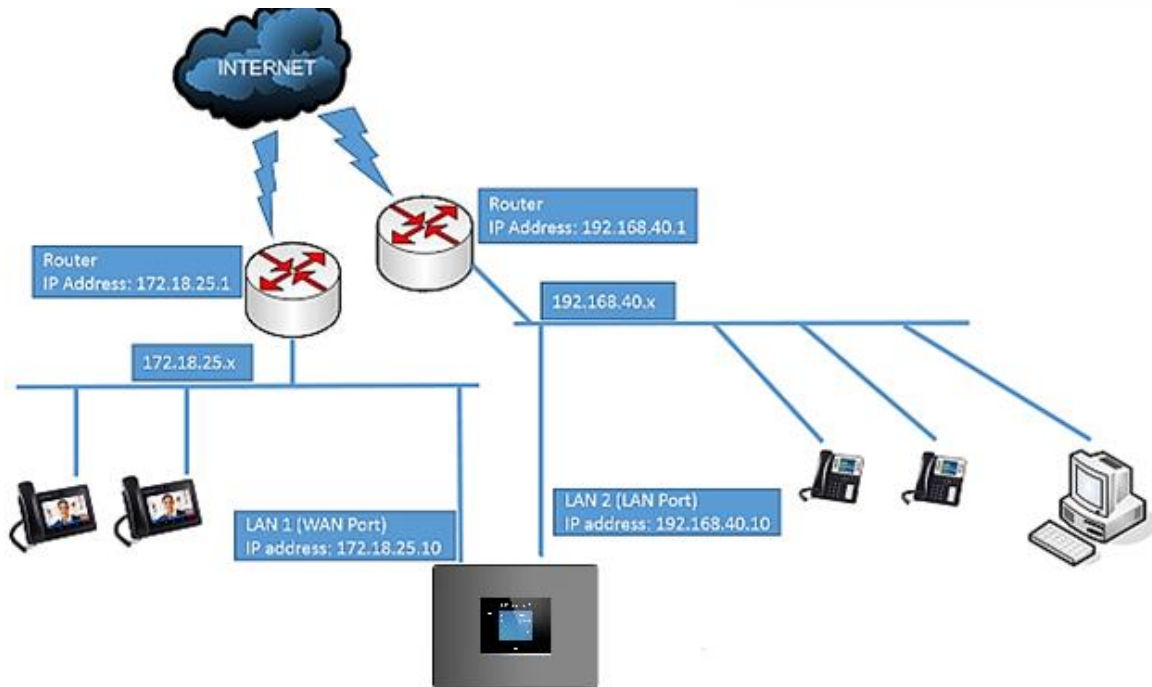 INTERNET
Router
IP Address: 192.168.40.1
Router
IP Address: 172.18.25.1
192.168.40.x
172.18.25.x
LAN 1 (WAN Port)
IP address: 172.18.25.10
LAN 2 (LAN Port)
IP address: 192.168.40.10